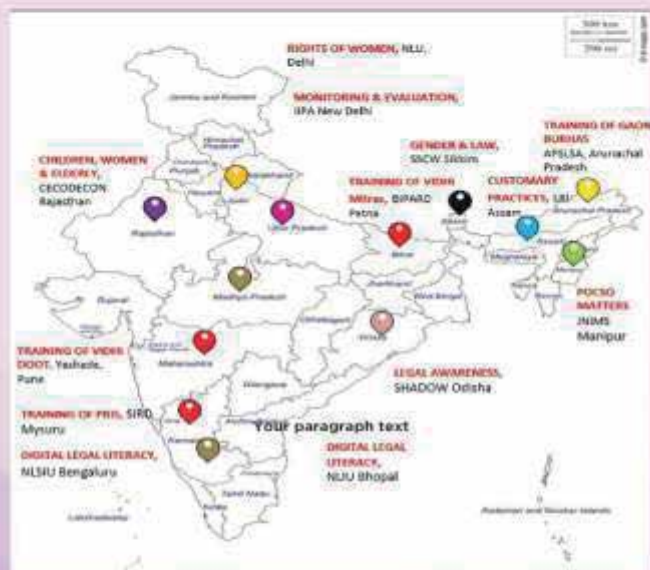 RIGHTS OF WOMEN, NLU,
Delhi
MONITORING & EVALUATION,
IIPA New Delhi
TRAINING OF GAON
BURHAS
APSLSA, Arunachal
Pradesh
GENDER & LAW,
SSCW Sikkim
CHILDREN, WOMEN
& ELDERLY,
CECODECON
Rajasthan
TRAINING OF VIDHI
Mitras, BIPARD
Patna
CUSTOMARY
PRACTICES,
Assam
Jammu and Kashmir
Himachal
Pradesh
Punjab
Uttarakhand
Rajasthan
Uttar Pradesh
Bihar
Sikkim
Arunachal Pradesh
Meghalaya
Gujarat
Madhya Pradesh
Jharkhand
West Bengal
Chhattisgarh
Maharashtra
Telangana
POCSO
MATTERS
JNIMS
Manipur
TRAINING OF VIDHI
DOOT, Yashada,
Pune
LEGAL AWARENESS,
SHADOW Odisha
TRAINING OF PRIS, SIRD
Mysuru
Your paragraph text
DIGITAL LEGAL LITERACY,
NLSIU Bengaluru
DIGITAL LEGAL
LITERACY,
NLIU Bhopal
Tamil Nadu
Kerala
Lakshadweep
Andaman and Nicobar Islands